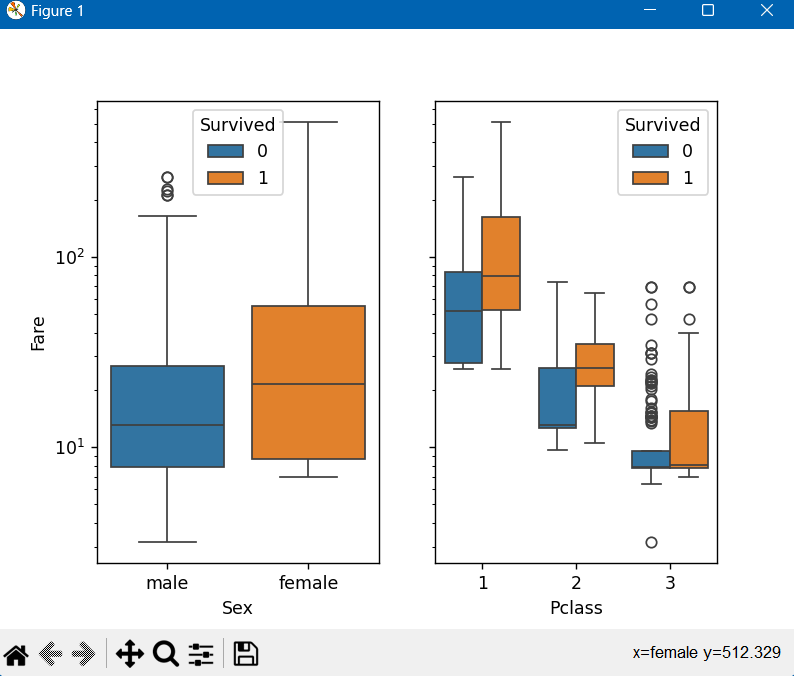 Figure 1
Survived
0
1
Survived
0
1
10²
10¹
Fare
male female
Sex
1 2 3
Pclass
x=female y=512.329